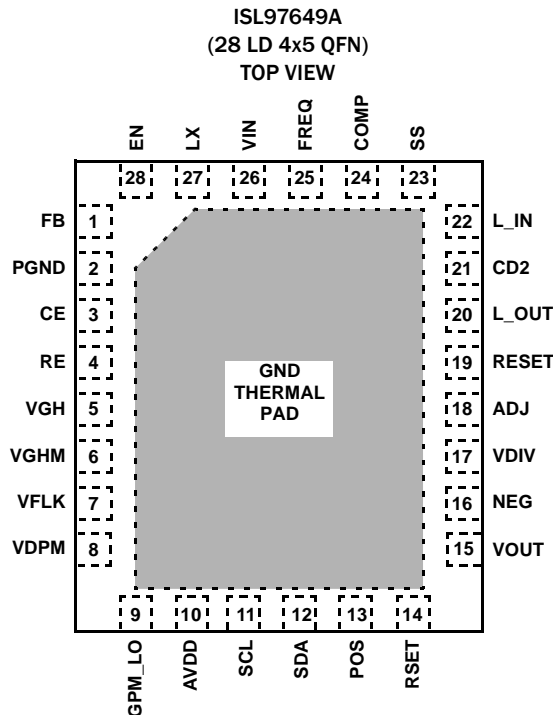 ISL97649A
(28 LD 4x5 QFN)
TOP VIEW
EN
LX
VIN
FREQ
COMP
SS
28
27
26
25
24
23
FB 1
PGND 2
CE 3
RE 4
VGH 5
VGHM 6
VFLK 7
VDPM 8
GND
THERMAL
PAD
22 L_IN
21 CD2
20 L_OUT
19 RESET
18 ADJ
17 VDIV
16 NEG
15 VOUT
9
10
11
12
13
14
GPM_LO
AVDD
SCL
SDA
POS
RSET